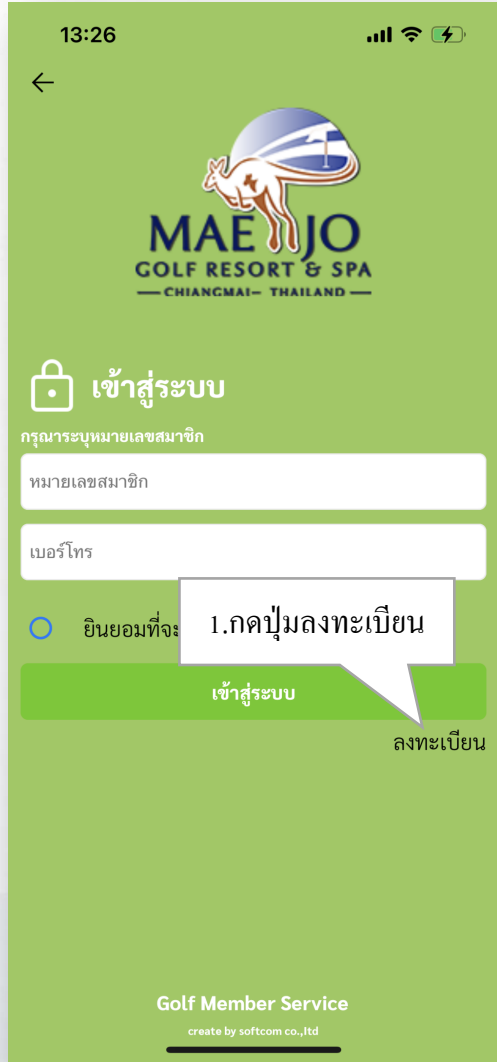 13:26
MAE JO
GOLF RESORT & SPA
CHIANGMAI– THAILAND
เข้าสู่ระบบ
กรุณาระบุหมายเลขสมาชิก
หมายเลขสมาชิก
เบอร์โทร
ยินยอมที่จะ
1.กดปุ่มลงทะเบียน
เข้าสู่ระบบ
ลงทะเบียน
Golf Member Service
create by softcom co.,ltd